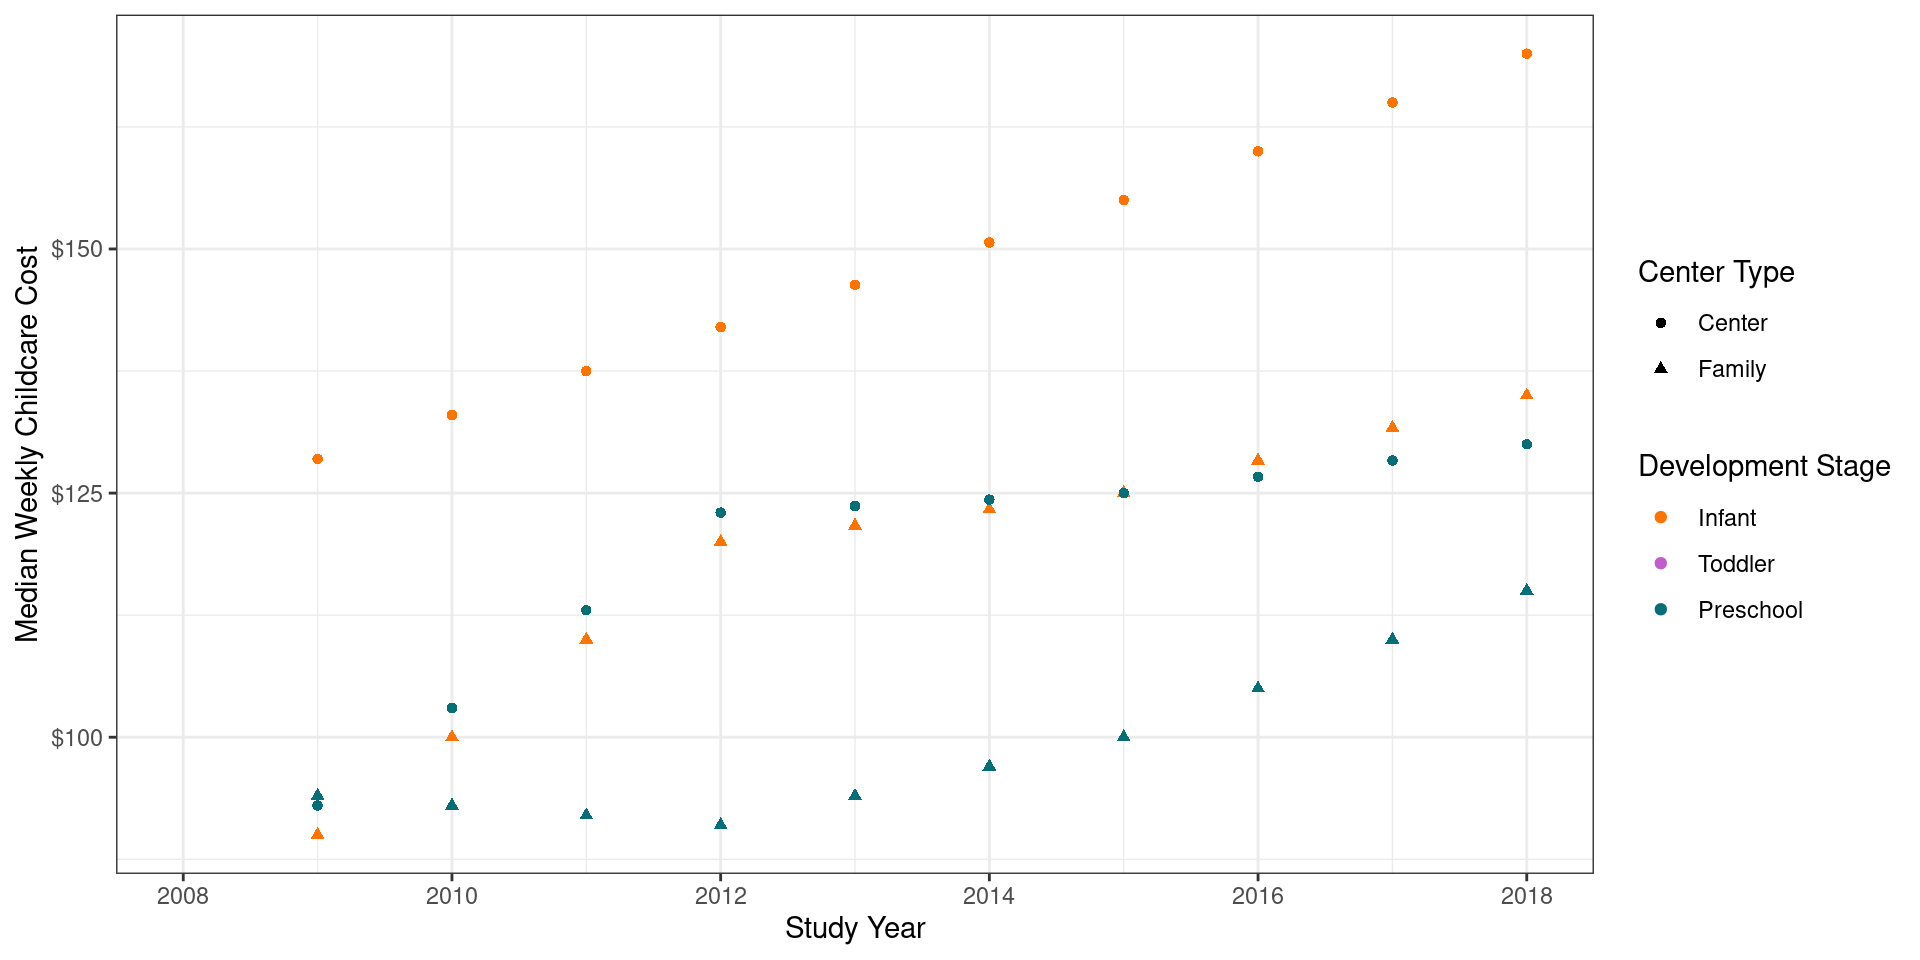 $150
$125
$100
Median Weekly Childcare Cost
2008 2010 2012 2014 2016 2018
Study Year
Center Type
Center
Family
Development Stage
Infant
Toddler
Preschool